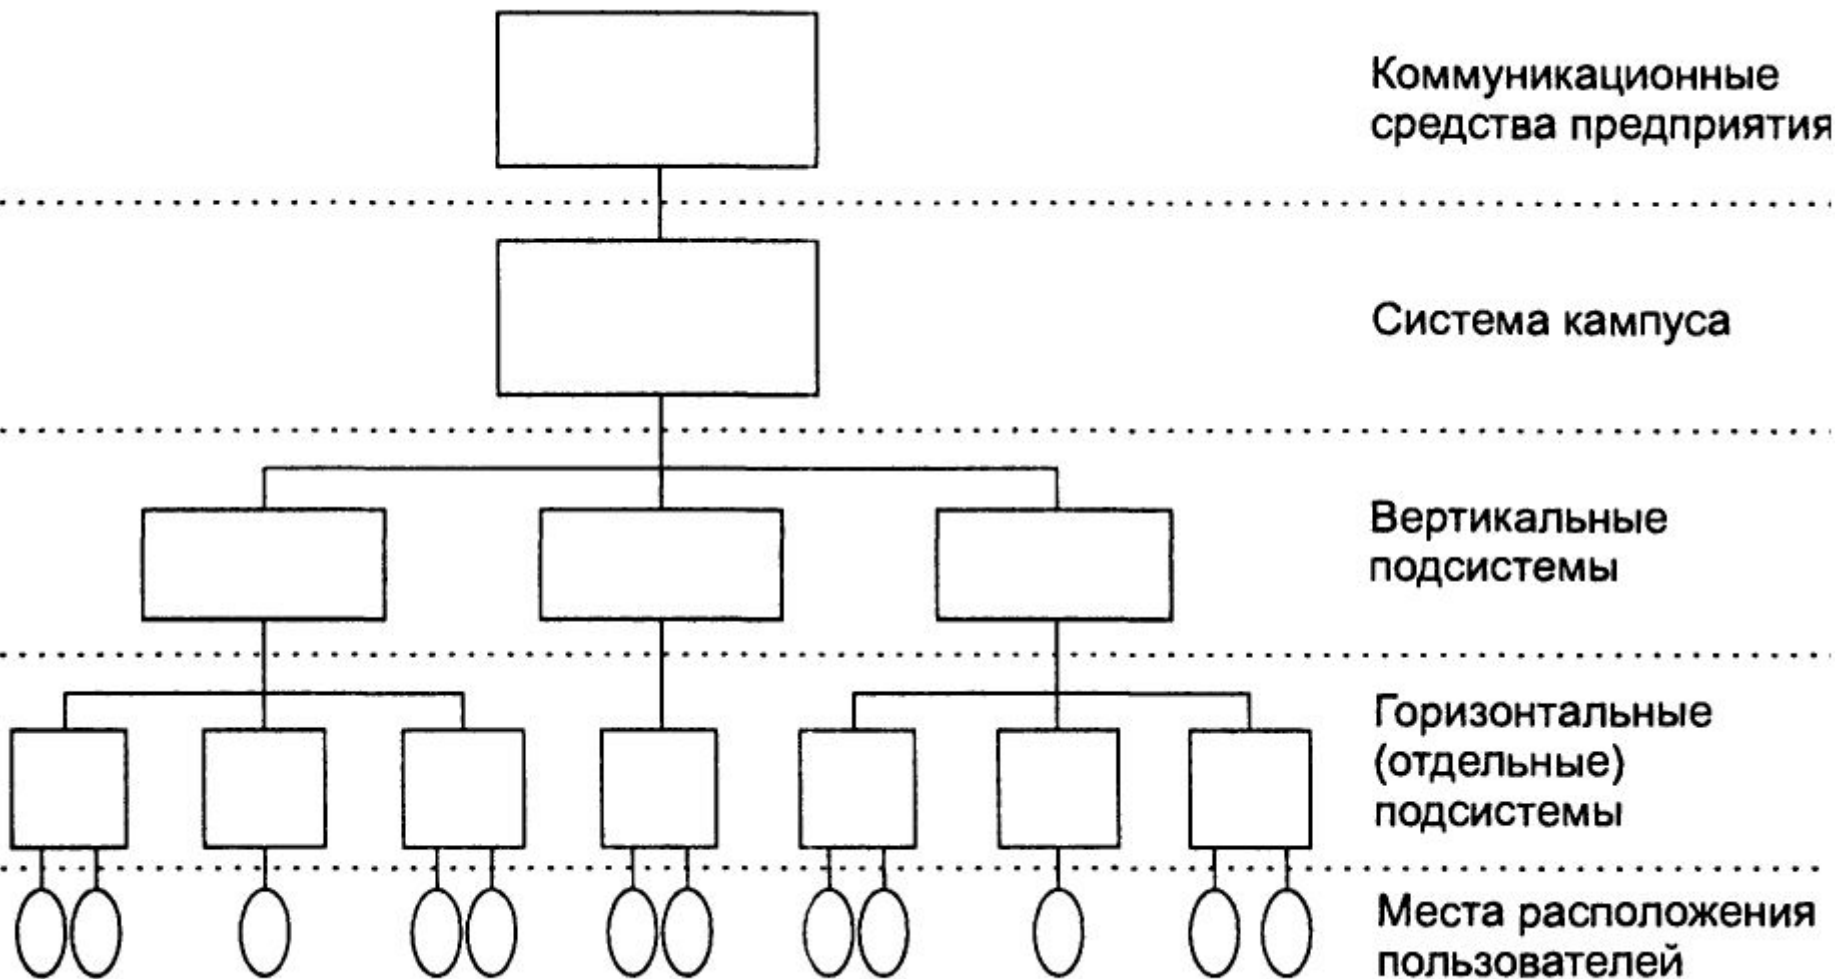 Коммуникационные
средства предприятия
Система кампуса
Вертикальные
подсистемы
Горизонтальные
(отдельные)
подсистемы
Места расположения
пользователей